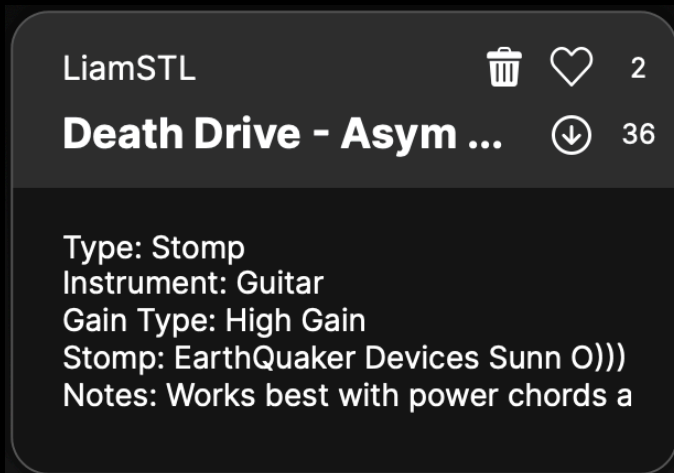 LiamSTL
2
Death Drive - Asym ...
36
Type: Stomp
Instrument: Guitar
Gain Type: High Gain
Stomp: EarthQuaker Devices Sunn O)))
Notes: Works best with power chords a